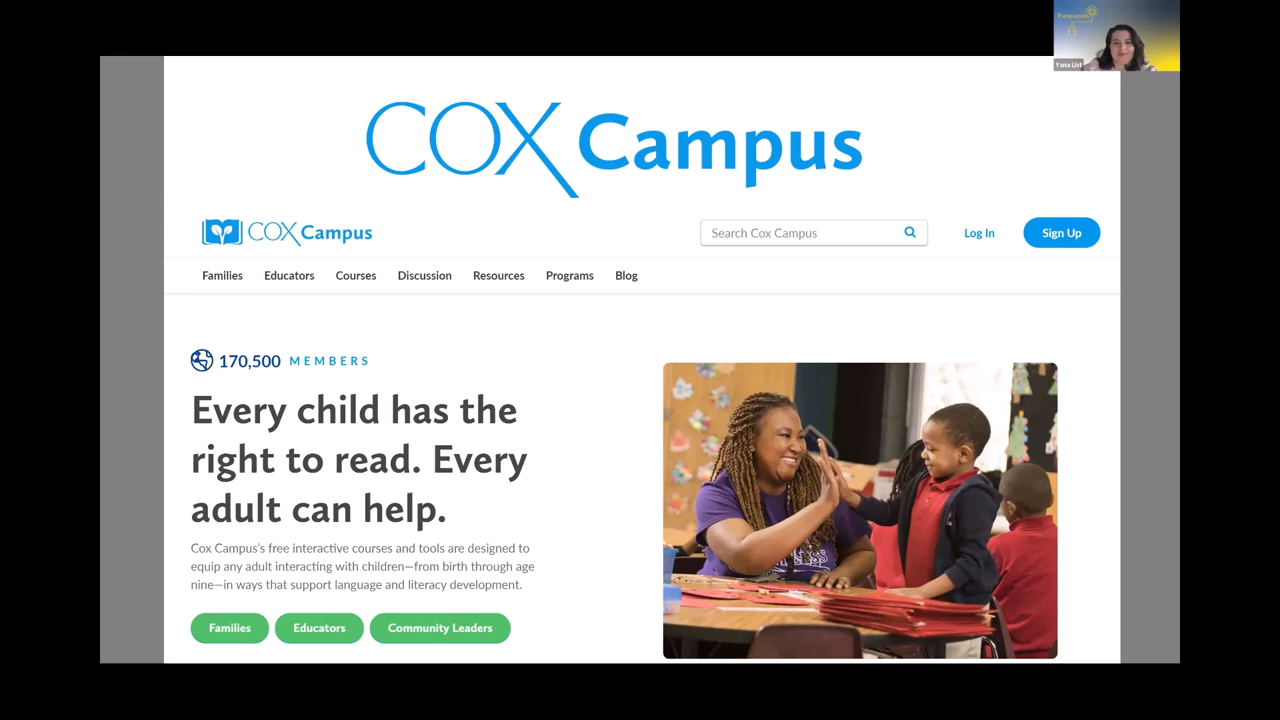 Yana List
COX Campus
COX Campus
Search Cox Campus
Log In
Sign Up
Families
Educators
Courses
Discussion
Resources
Programs
Blog
170,500 MEMBERS
Every child has the
right to read. Every
adult can help.
Cox Campus's free interactive courses and tools are designed to
equip any adult interacting with children—from birth through age
nine—in ways that support language and literacy development.
Families
Educators
Community Leaders